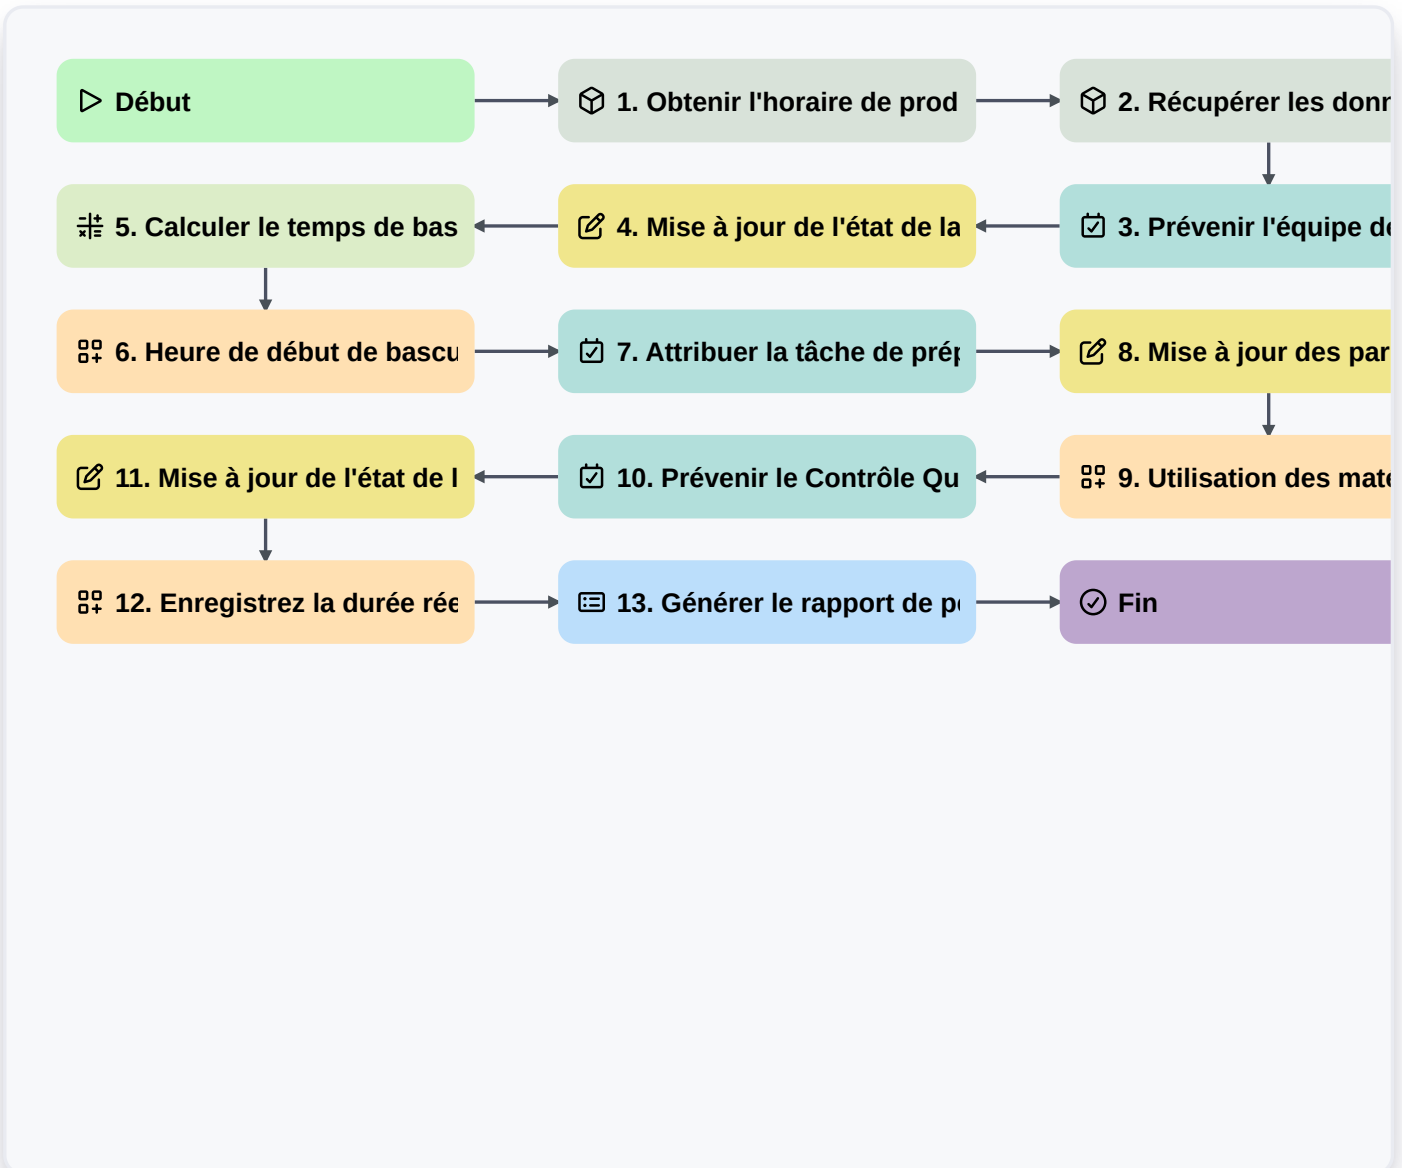 Début
1. Obtenir l'horaire de prod
2. Récupérer les donn
3. Prévenir l'équipe de
4. Mise à jour de l'état de la
5. Calculer le temps de bas
6. Heure de début de bascu
7. Attribuer la tâche de prép
8. Mise à jour des par
9. Utilisation des maté
10. Prévenir le Contrôle Qu
11. Mise à jour de l'état de l
12. Enregistrez la durée rée
13. Générer le rapport de pe
Fin